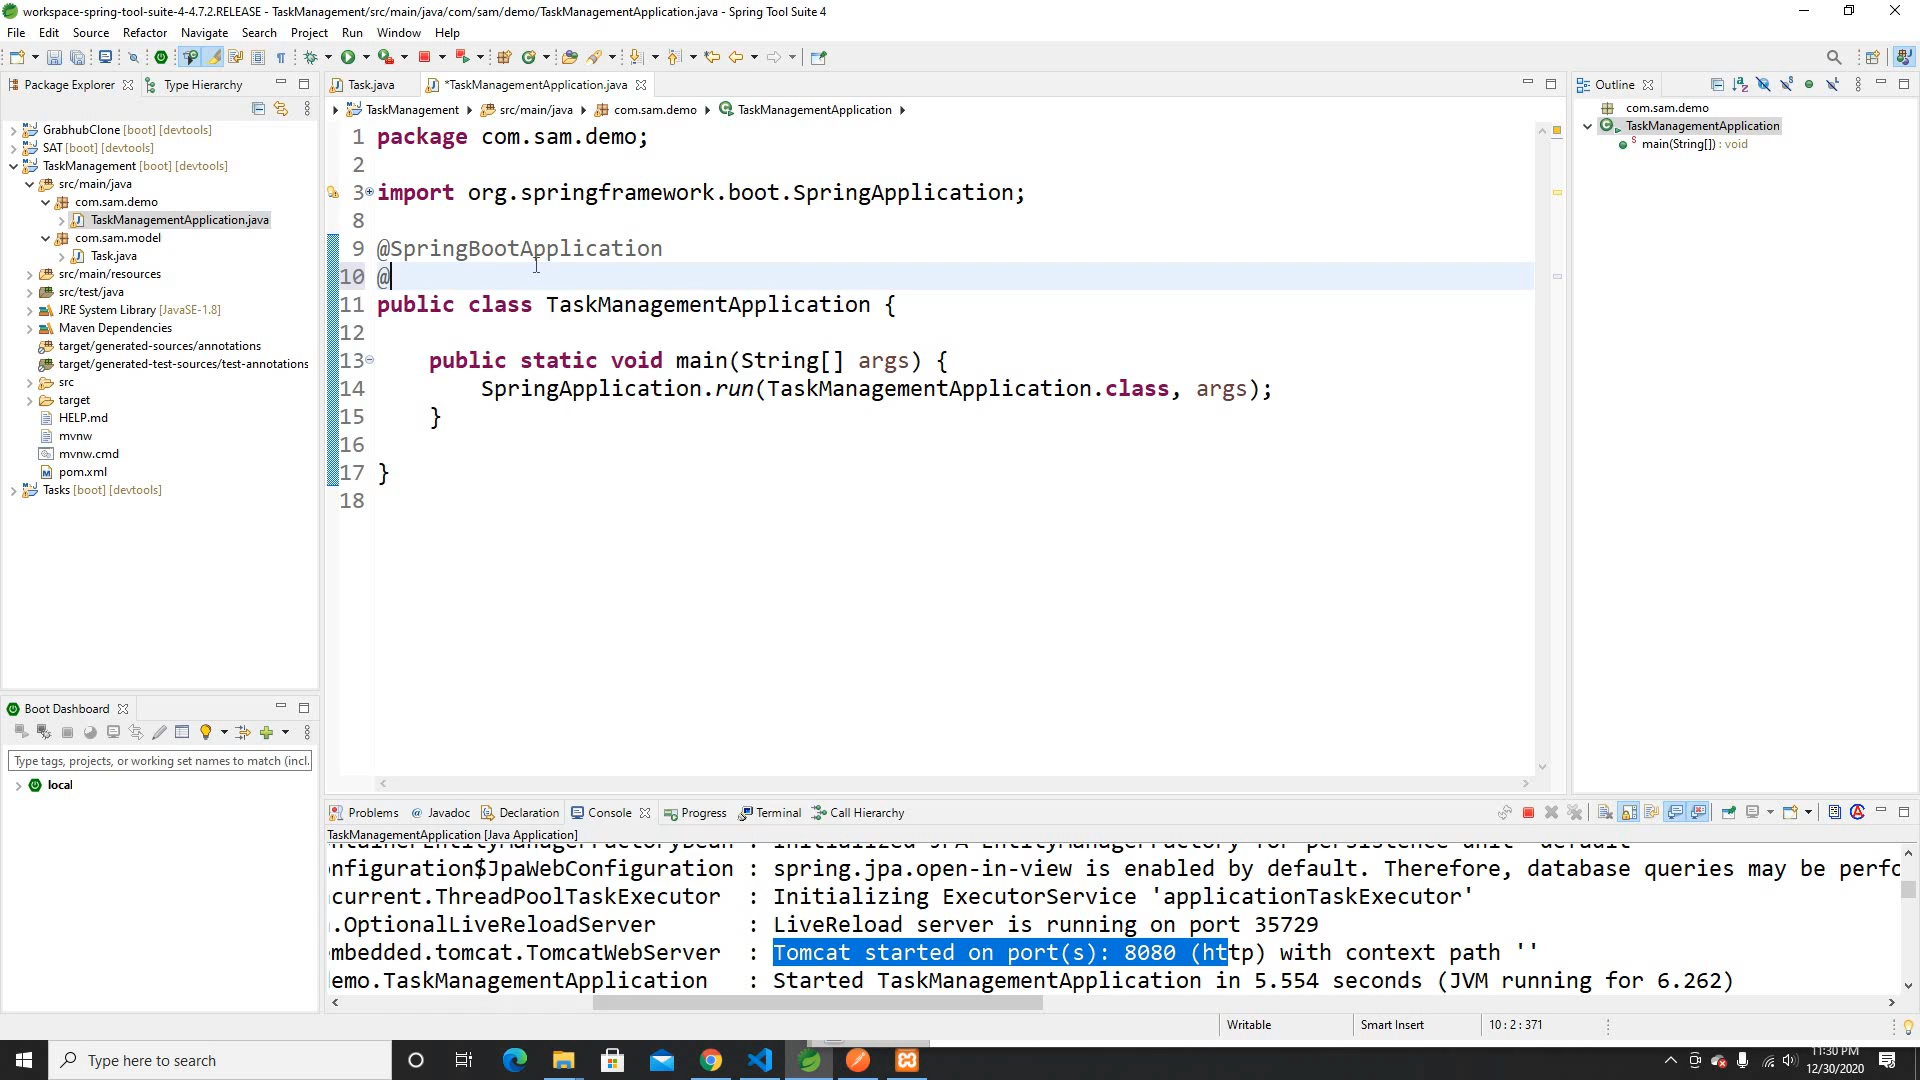 workspace-spring-tool-suite-4-4.7.2.RELEASE - TaskManagement/src/main/java/com/sam/demo/TaskManagementApplication.java - Spring Tool Suite 4
File Edit Source Refactor Navigate Search Project Run Window Help
Package Explorer Type Hierarchy
GrabhubClone [boot] [devtools]
SAT [boot] [devtools]
TaskManagement [boot] [devtools]
src/main/java
com.sam.demo
TaskManagementApplication.java
com.sam.model
Task.java
src/main/resources
src/test/java
JRE System Library [JavaSE-1.8]
Maven Dependencies
target/generated-sources/annotations
target/generated-test-sources/test-annotations
src
target
HELP.md
mvnw
mvnw.cmd
pom.xml
Tasks [boot] [devtools]
Boot Dashboard
Type tags, projects, or working set names to match (incl.
local
Task.java *TaskManagementApplication.java
TaskManagement src/main/java com.sam.demo TaskManagementApplication
1 package com.sam.demo;
2
3 import org.springframework.boot.SpringApplication;
8
9 @SpringBootApplication
10 @
11 public class TaskManagementApplication {
12
13 public static void main(String[] args) {
14 SpringApplication.run(TaskManagementApplication.class, args);
15 }
16
17 }
18
Outline
com.sam.demo
TaskManagementApplication
main(String[]) : void
Problems @ Javadoc Declaration Console Progress Terminal Call Hierarchy
TaskManagementApplication [Java Application]
ontainerEntityManagerFactoryBean : Initialized JPA EntityManagerFactory for persistence unit 'default'
onfiguration$JpaWebConfiguration : spring.jpa.open-in-view is enabled by default. Therefore, database queries may be perfo
current.ThreadPoolTaskExecutor : Initializing ExecutorService 'applicationTaskExecutor'
.OptionalLiveReloadServer : LiveReload server is running on port 35729
mbedded.tomcat.TomcatWebServer : Tomcat started on port(s): 8080 (http) with context path ''
demo.TaskManagementApplication : Started TaskManagementApplication in 5.554 seconds (JVM running for 6.262)
Writable Smart Insert 10 : 2 : 371
Type here to search
11:30 PM
12/30/2020